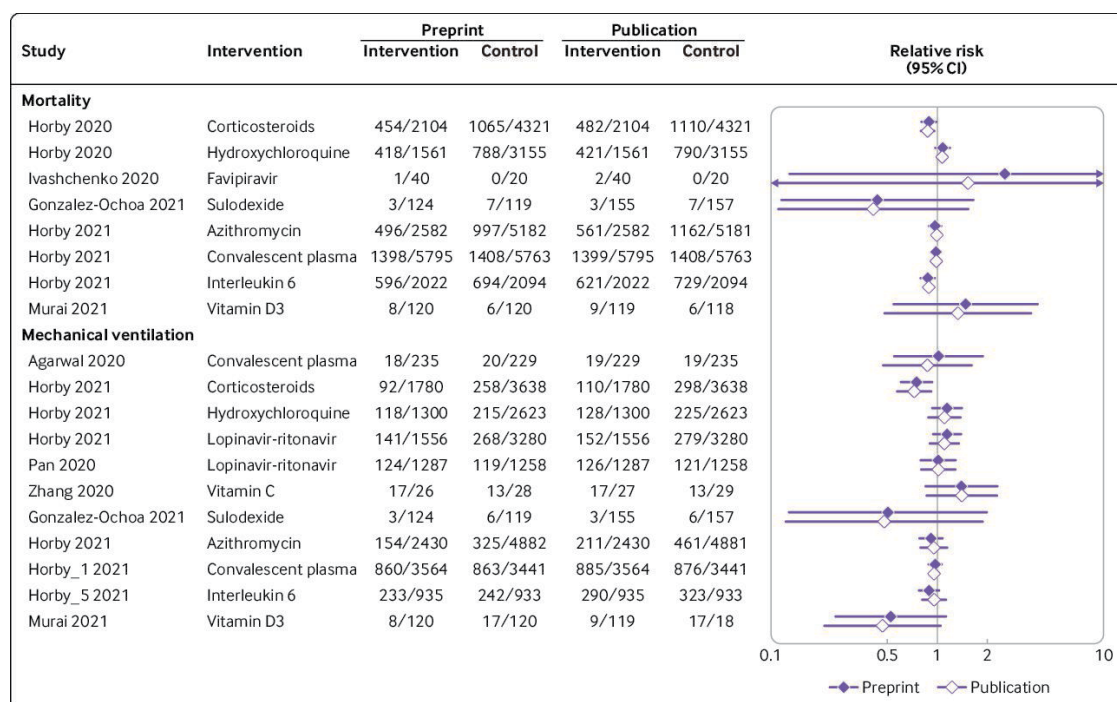 Preprint Publication
Study Intervention Intervention Control Intervention Control Relative risk
(95% CI)
Mortality
Horby 2020 Corticosteroids 454/2104 1065/4321 482/2104 1110/4321
Horby 2020 Hydroxychloroquine 418/1561 788/3155 421/1561 790/3155
Ivashchenko 2020 Favipiravir 1/40 0/20 2/40 0/20
Gonzalez-Ochoa 2021 Sulodexide 3/124 7/119 3/155 7/157
Horby 2021 Azithromycin 496/2582 997/5182 561/2582 1162/5181
Horby 2021 Convalescent plasma 1398/5795 1408/5763 1399/5795 1408/5763
Horby 2021 Interleukin 6 596/2022 694/2094 621/2022 729/2094
Murai 2021 Vitamin D3 8/120 6/120 9/119 6/118
Mechanical ventilation
Agarwal 2020 Convalescent plasma 18/235 20/229 19/229 19/235
Horby 2021 Corticosteroids 92/1780 258/3638 110/1780 298/3638
Horby 2021 Hydroxychloroquine 118/1300 215/2623 128/1300 225/2623
Horby 2021 Lopinavir-ritonavir 141/1556 268/3280 152/1556 279/3280
Pan 2020 Lopinavir-ritonavir 124/1287 119/1258 126/1287 121/1258
Zhang 2020 Vitamin C 17/26 13/28 17/27 13/29
Gonzalez-Ochoa 2021 Sulodexide 3/124 6/119 3/155 6/157
Horby 2021 Azithromycin 154/2430 325/4882 211/2430 461/4881
Horby_1 2021 Convalescent plasma 860/3564 863/3441 885/3564 876/3441
Horby_5 2021 Interleukin 6 233/935 242/933 290/935 323/933
Murai 2021 Vitamin D3 8/120 17/120 9/119 17/18
0.1 0.5 1 2 10
Preprint Publication